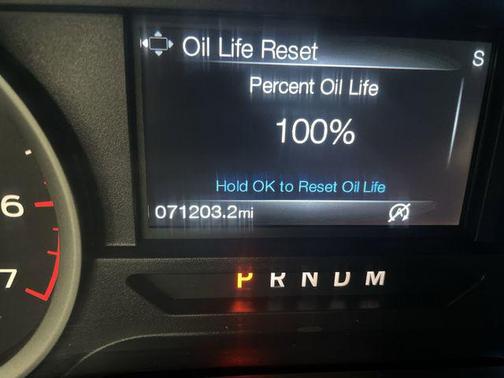 Oil Life Reset
S
Percent Oil Life
100%
Hold OK to Reset Oil Life
071203.2mi
6
7
P R N D M